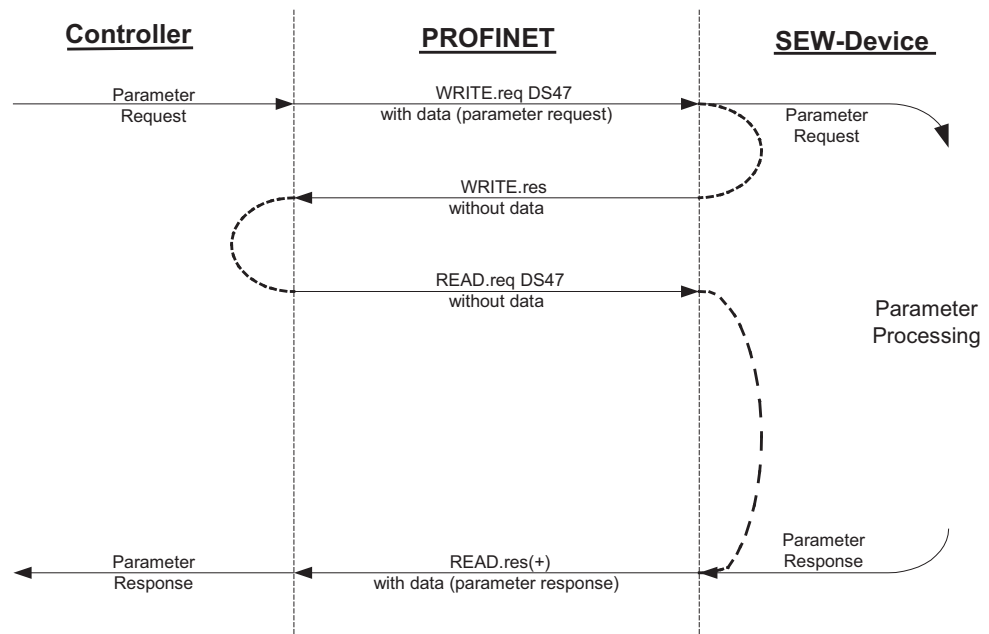 Controller
PROFINET
SEW-Device
Parameter
Request
WRITE.req DS47
with data (parameter request)
Parameter
Request
WRITE.res
without data
READ.req DS47
without data
Parameter
Processing
Parameter
Response
READ.res(+)
with data (parameter response)
Parameter
Response